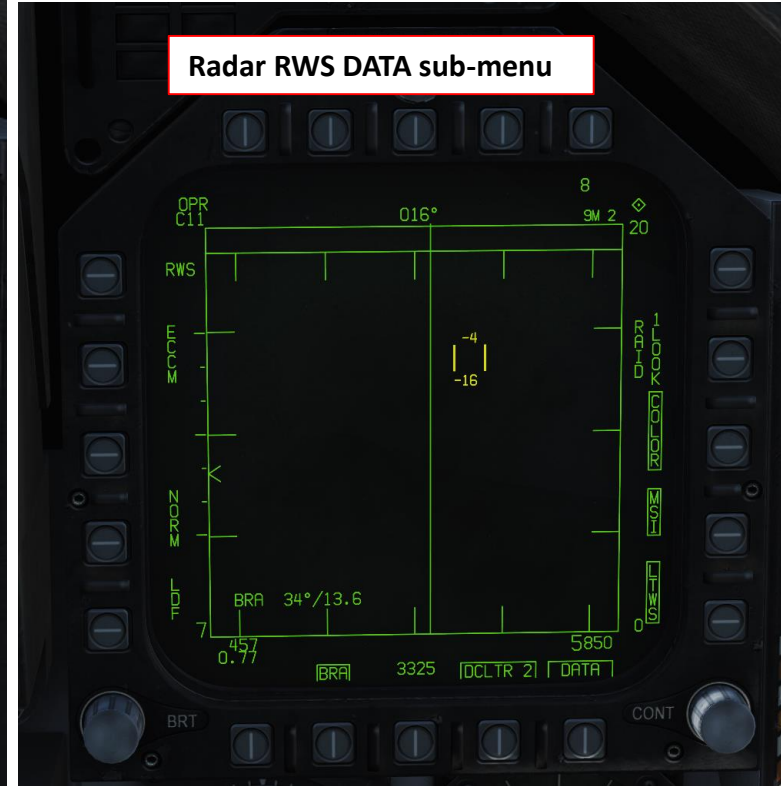 Radar RWS DATA sub-menu
8
OPR
C11
016°
9M 2
20
RWS
ECCM
-4
-16
RAID
1LOOK
COLOR
MSI
NORM
LDF
LTWS
BRA 34°/13.6
7
0
457
0.77
5850
BRA
3325
DCLTR 2
DATA
BRT
CONT